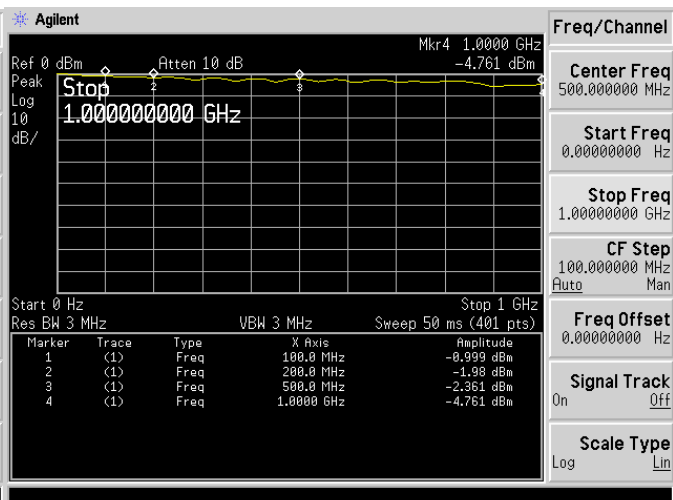 Agilent
Freq/Channel
Mkr4 1.0000 GHz
Ref 0 dBm Atten 10 dB -4.761 dBm
Peak
Log
10
dB/
Stop
1.000000000 GHz
1 2 3 4
Center Freq
500.000000 MHz
Start Freq
0.00000000 Hz
Stop Freq
1.00000000 GHz
CF Step
100.000000 MHz
Auto Man
Freq Offset
0.00000000 Hz
Signal Track
On Off
Scale Type
Log Lin
Start 0 Hz Stop 1 GHz
Res BW 3 MHz VBW 3 MHz Sweep 50 ms (401 pts)
Marker Trace Type X Axis Amplitude
1 (1) Freq 100.0 MHz -0.999 dBm
2 (1) Freq 200.0 MHz -1.98 dBm
3 (1) Freq 500.0 MHz -2.361 dBm
4 (1) Freq 1.0000 GHz -4.761 dBm